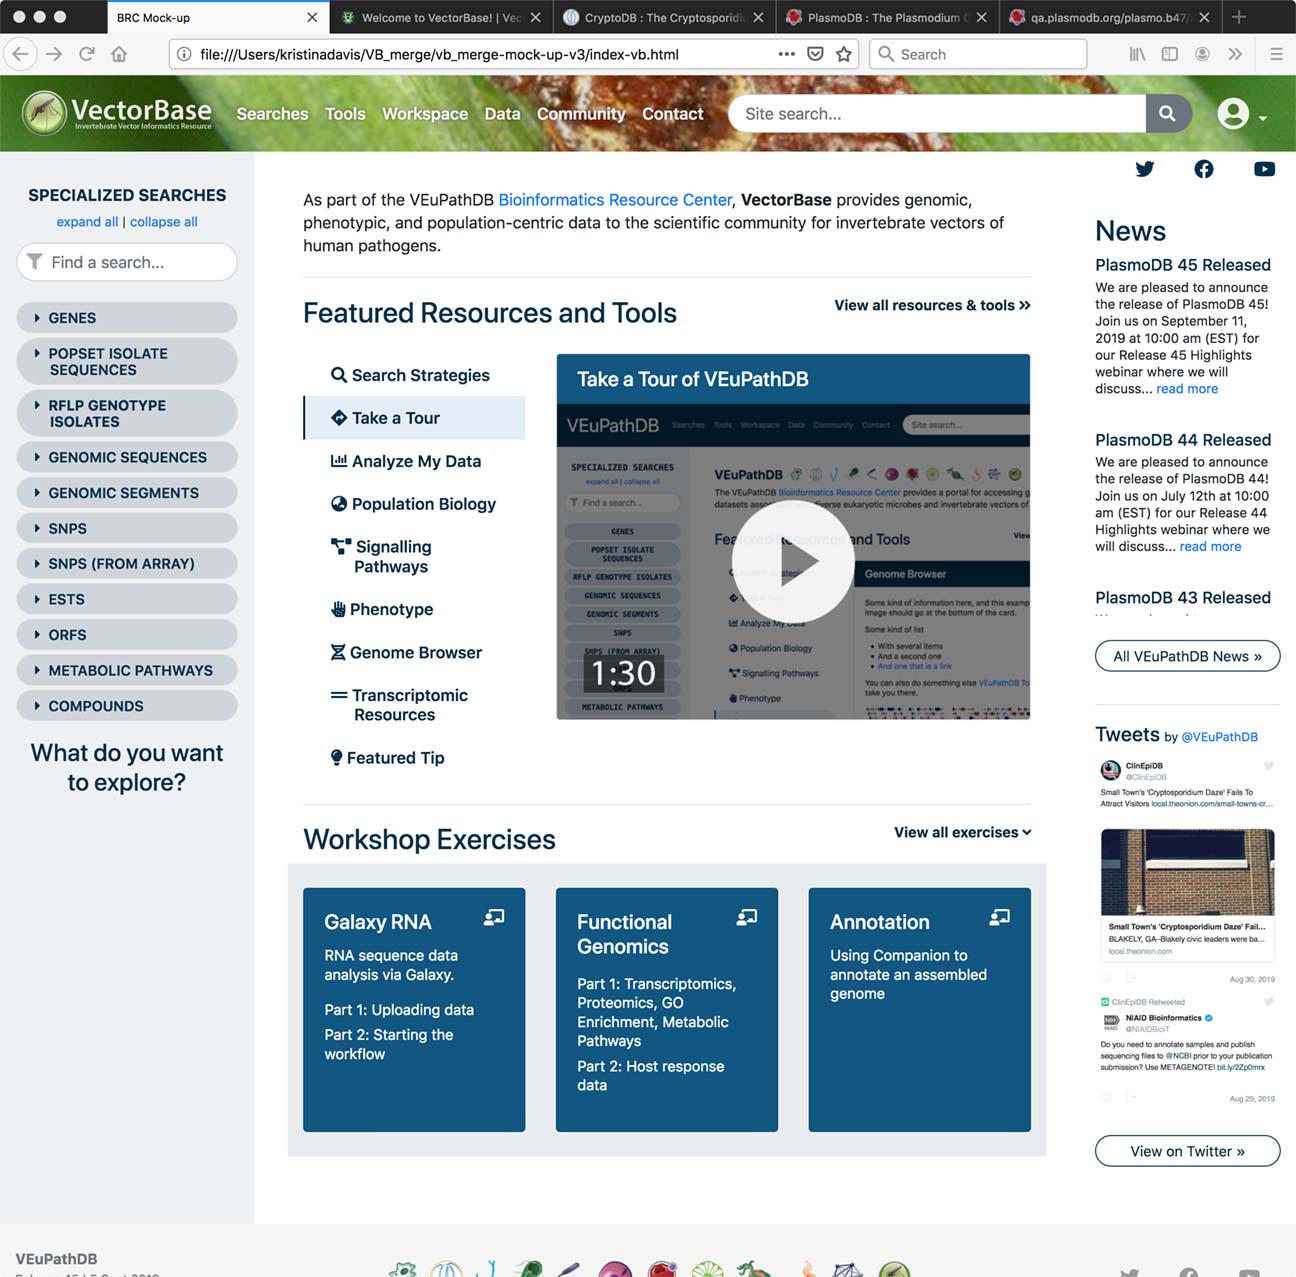 BRC Mock-up
Welcome to VectorBase! | Vec
CryptoDB : The Cryptosporidi
PlasmoDB : The Plasmodium G
qa.plasmodb.org/plasmo.b47/
file:///Users/kristinadavis/VB_merge/vb_merge-mock-up-v3/index-vb.html
Search
VectorBase
Invertebrate Vector Informatics Resource
Searches Tools Workspace Data Community Contact
Site search...
SPECIALIZED SEARCHES
expand all | collapse all
Find a search...
GENES
POPSET ISOLATE
SEQUENCES
RFLP GENOTYPE
ISOLATES
GENOMIC SEQUENCES
GENOMIC SEGMENTS
SNPS
SNPS (FROM ARRAY)
ESTS
ORFS
METABOLIC PATHWAYS
COMPOUNDS
What do you want
to explore?
As part of the VEuPathDB Bioinformatics Resource Center, VectorBase provides genomic,
phenotypic, and population-centric data to the scientific community for invertebrate vectors of
human pathogens.
Featured Resources and Tools
View all resources & tools »
Search Strategies
Take a Tour
Analyze My Data
Population Biology
Signalling
Pathways
Phenotype
Genome Browser
Transcriptomic
Resources
Featured Tip
Take a Tour of VEuPathDB
VEuPathDB Searches Tools Workspace Data Community Contact Site search...
SPECIALIZED SEARCHES
expand all | collapse all
Find a search...
GENES
POPSET ISOLATE
SEQUENCES
RFLP GENOTYPE ISOLATES
GENOMIC SEQUENCES
GENOMIC SEGMENTS
SNPS
SNPS (FROM ARRAY)
METABOLIC PATHWAYS
VEuPathDB
The VEuPathDB Bioinformatics Resource Center provides a portal for accessing g
datasets diverse eukaryotic microbes and invertebrate vectors of
and Tools
View
Analyze My Data
Population Biology
Signalling Pathways
Phenotype
Genome Browser
Some kind of information here, and this examp
image should go at the bottom of the card.
Some kind of list
• With several items
• And a second one
• And one that is a link
You can also do something else VEuPathDB To
take you there.
1:30
Workshop Exercises
View all exercises
Galaxy RNA
RNA sequence data
analysis via Galaxy.
Part 1: Uploading data
Part 2: Starting the
workflow
Functional
Genomics
Part 1: Transcriptomics,
Proteomics, GO
Enrichment, Metabolic
Pathways
Part 2: Host response
data
Annotation
Using Companion to
annotate an assembled
genome
News
PlasmoDB 45 Released
We are pleased to announce
the release of PlasmoDB 45!
Join us on September 11,
2019 at 10:00 am (EST) for
our Release 45 Highlights
webinar where we will
discuss... read more
PlasmoDB 44 Released
We are pleased to announce
the release of PlasmoDB 44!
Join us on July 12th at 10:00
am (EST) for our Release 44
Highlights webinar where we
will discuss... read more
PlasmoDB 43 Released
All VEuPathDB News »
Tweets by @VEuPathDB
ClinEpiDB
@ClinEpiDB
Small Town's 'Cryptosporidium Daze' Fails To
Attract Visitors local.theonion.com/small-towns-cr...
Small Town's 'Cryptosporidium Daze' Fail...
BLAKELY, GA–Blakely civic leaders were ba...
local.theonion.com
Aug 30, 2019
ClinEpiDB Retweeted
NIH
NIAID
NIAID Bioinformatics
@NIAIDBioIT
Do you need to annotate samples and publish
sequencing files to @NCBI prior to your publication
submission? Use METAGENOTE! bit.ly/2Zp0mrx
Aug 29, 2019
View on Twitter »
VEuPathDB